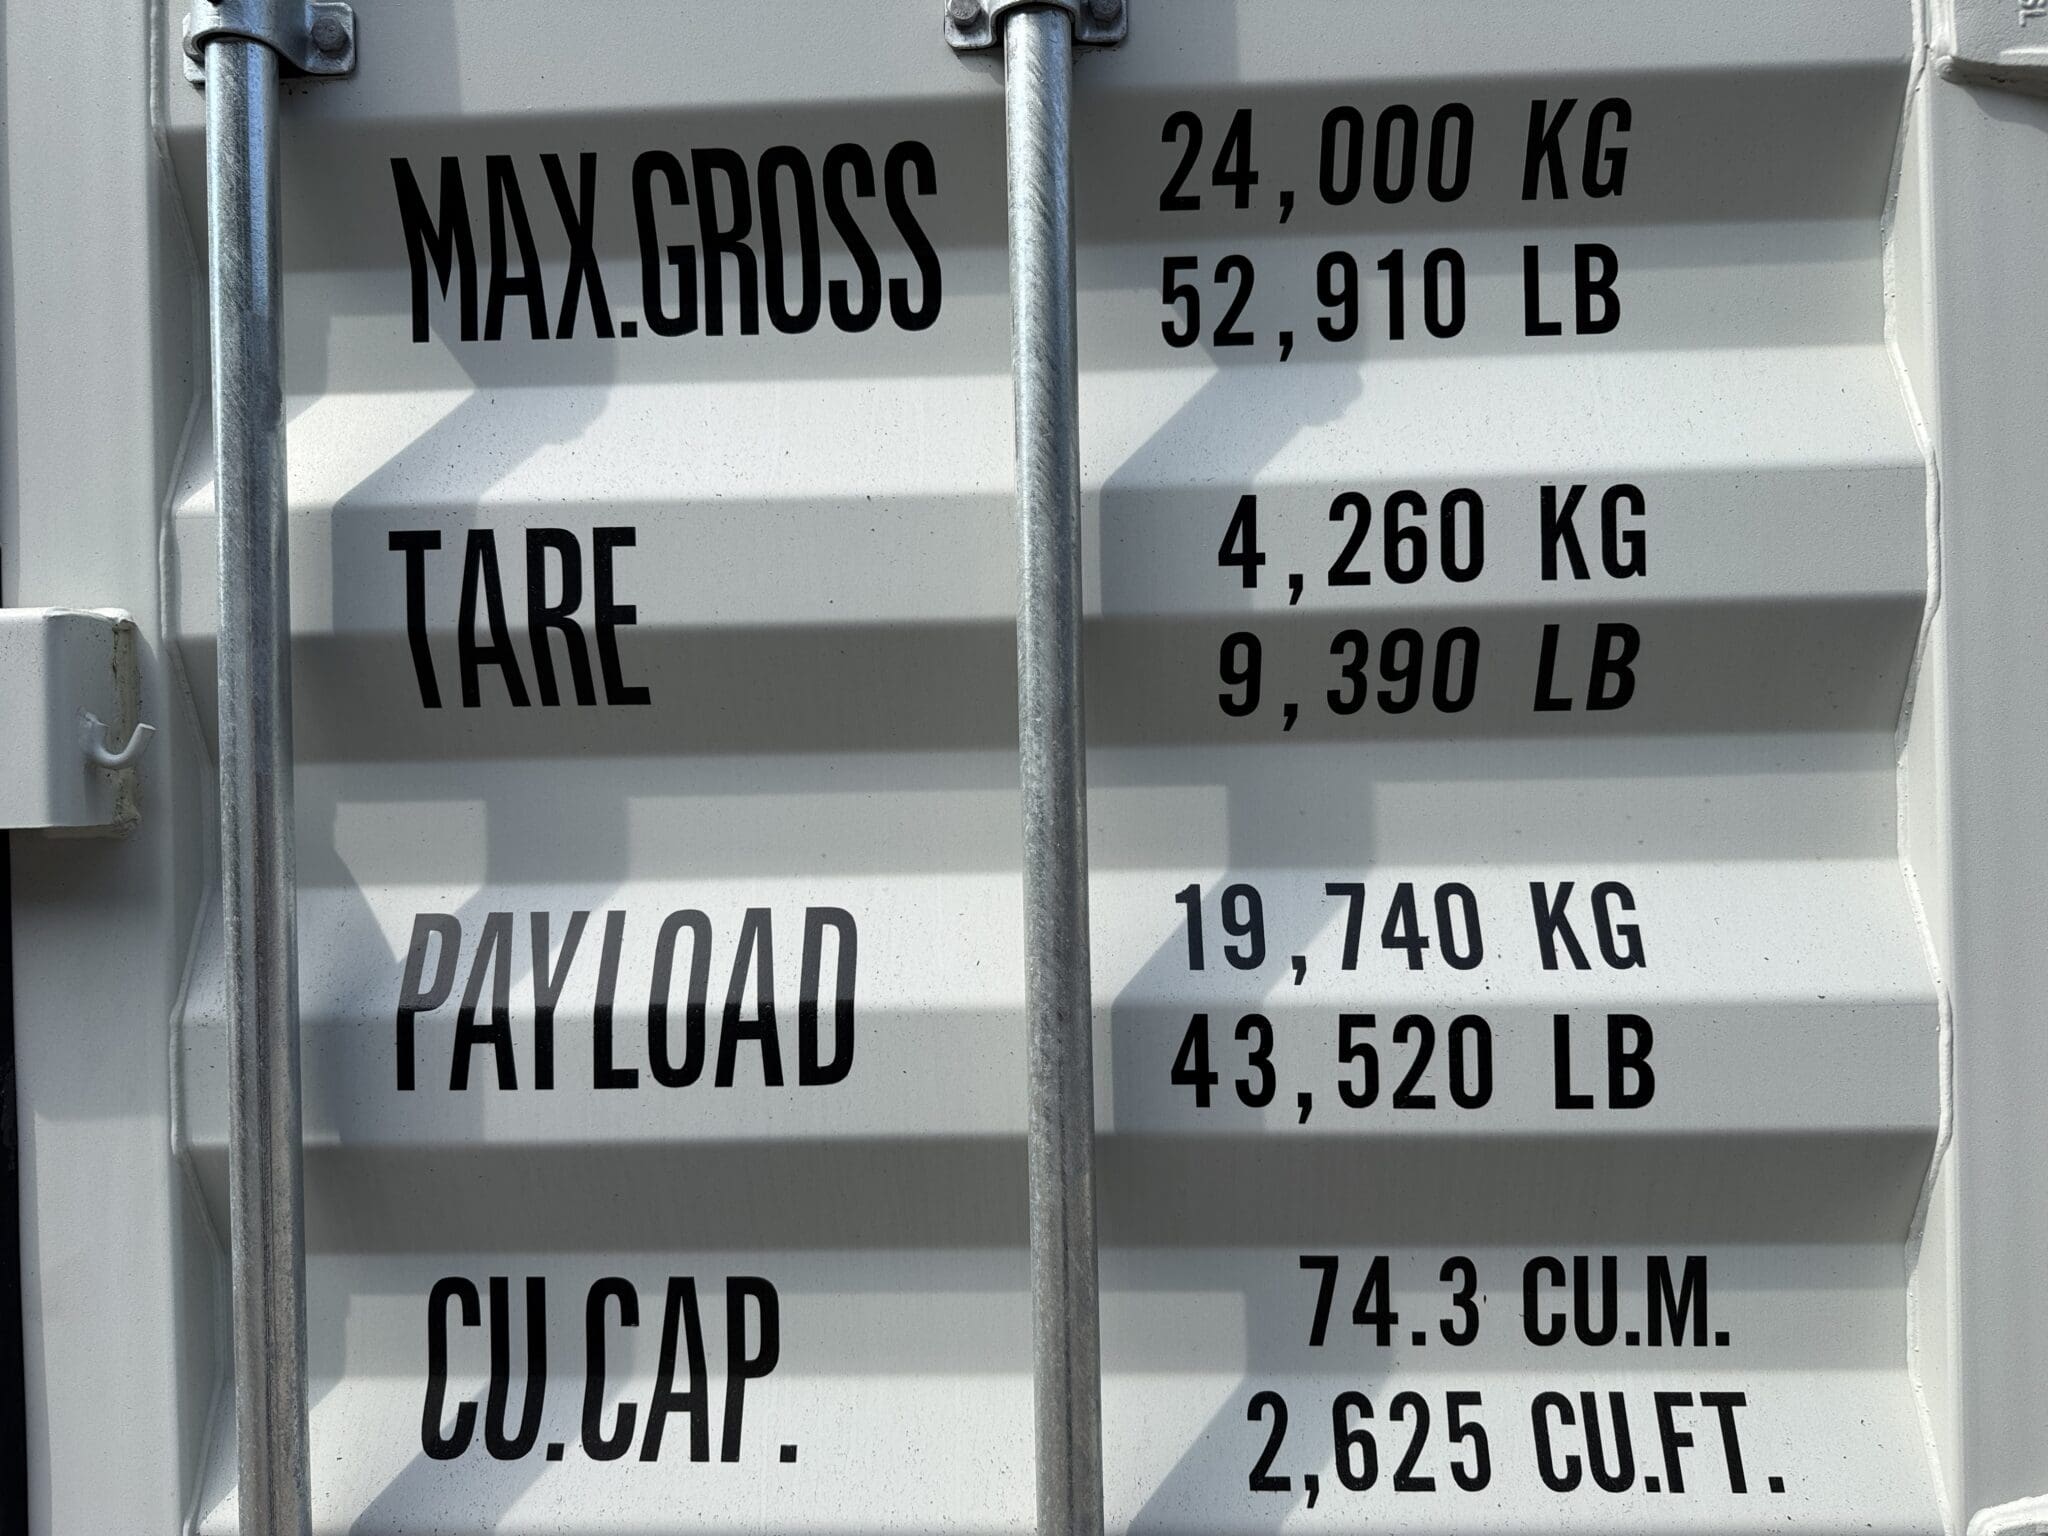 MAX.GROSS 24,000 KG
52,910 LB
TARE 4,260 KG
9,390 LB
PAYLOAD 19,740 KG
43,520 LB
CU.CAP. 74.3 CU.M.
2,625 CU.FT.